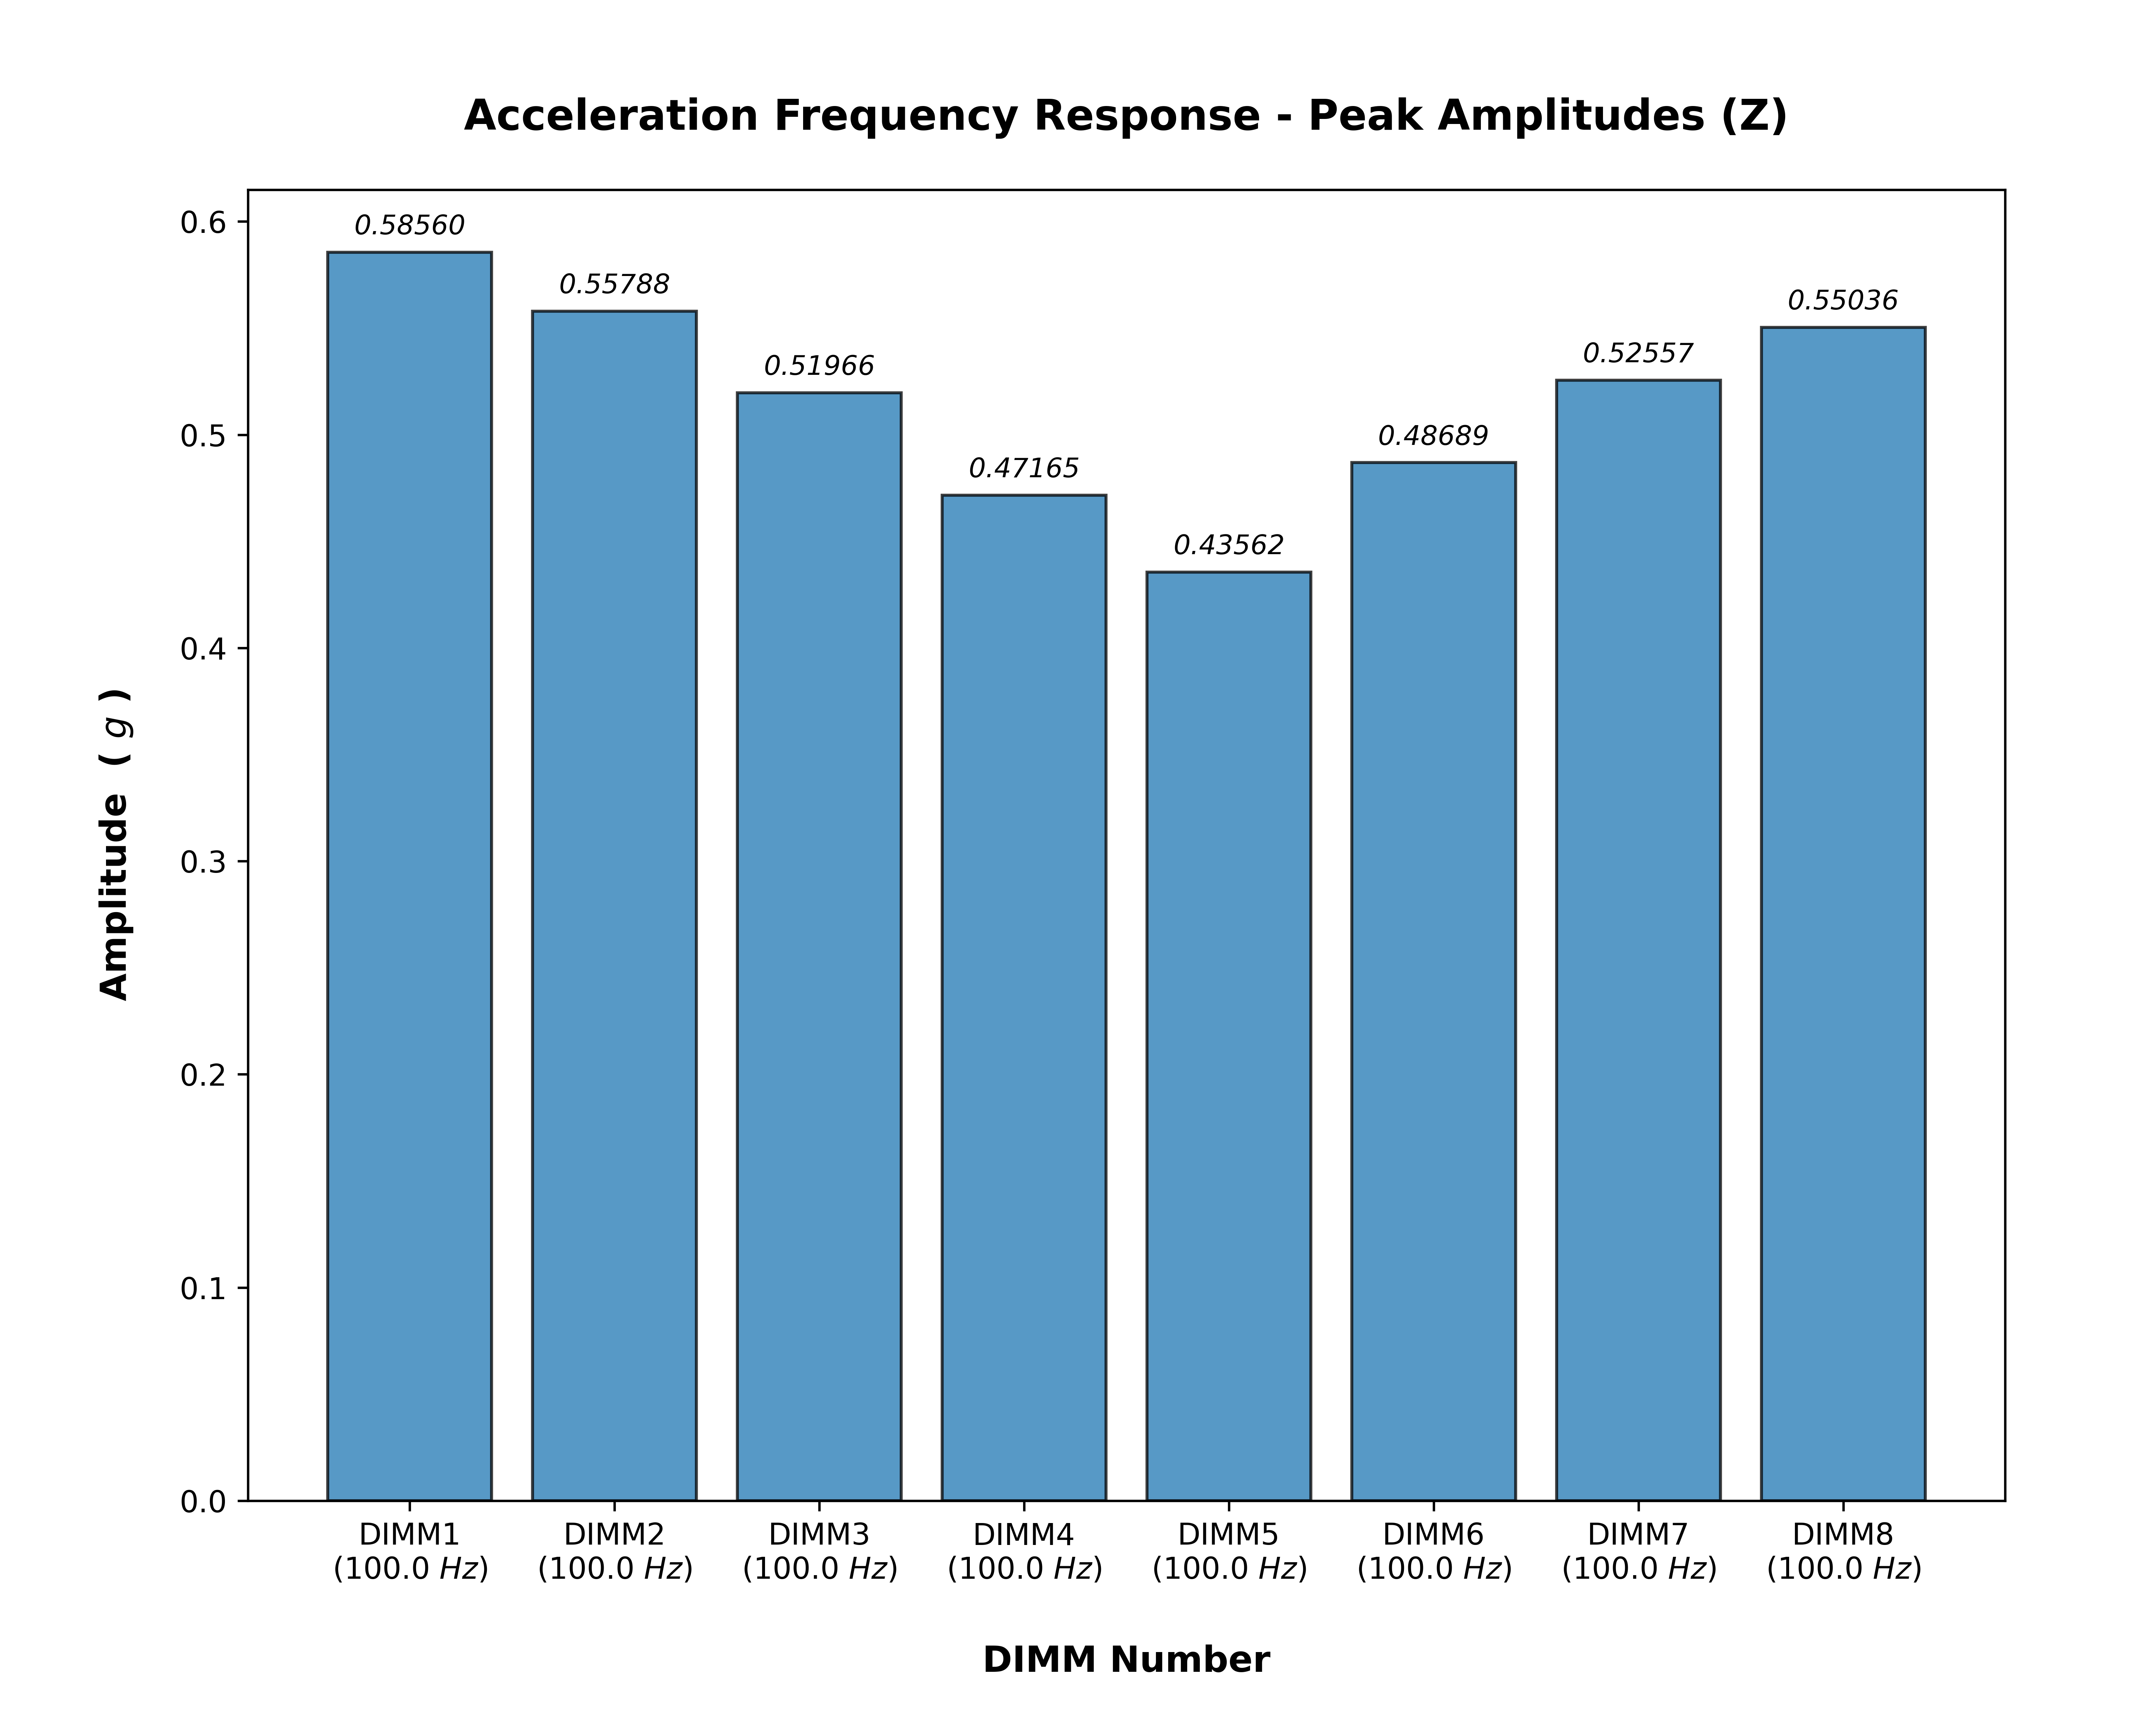 Acceleration Frequency Response - Peak Amplitudes (Z)
Amplitude ( g )
0.6
0.5
0.4
0.3
0.2
0.1
0.0
0.58560
0.55788
0.51966
0.47165
0.43562
0.48689
0.52557
0.55036
DIMM1
(100.0 Hz)
DIMM2
(100.0 Hz)
DIMM3
(100.0 Hz)
DIMM4
(100.0 Hz)
DIMM5
(100.0 Hz)
DIMM6
(100.0 Hz)
DIMM7
(100.0 Hz)
DIMM8
(100.0 Hz)
DIMM Number